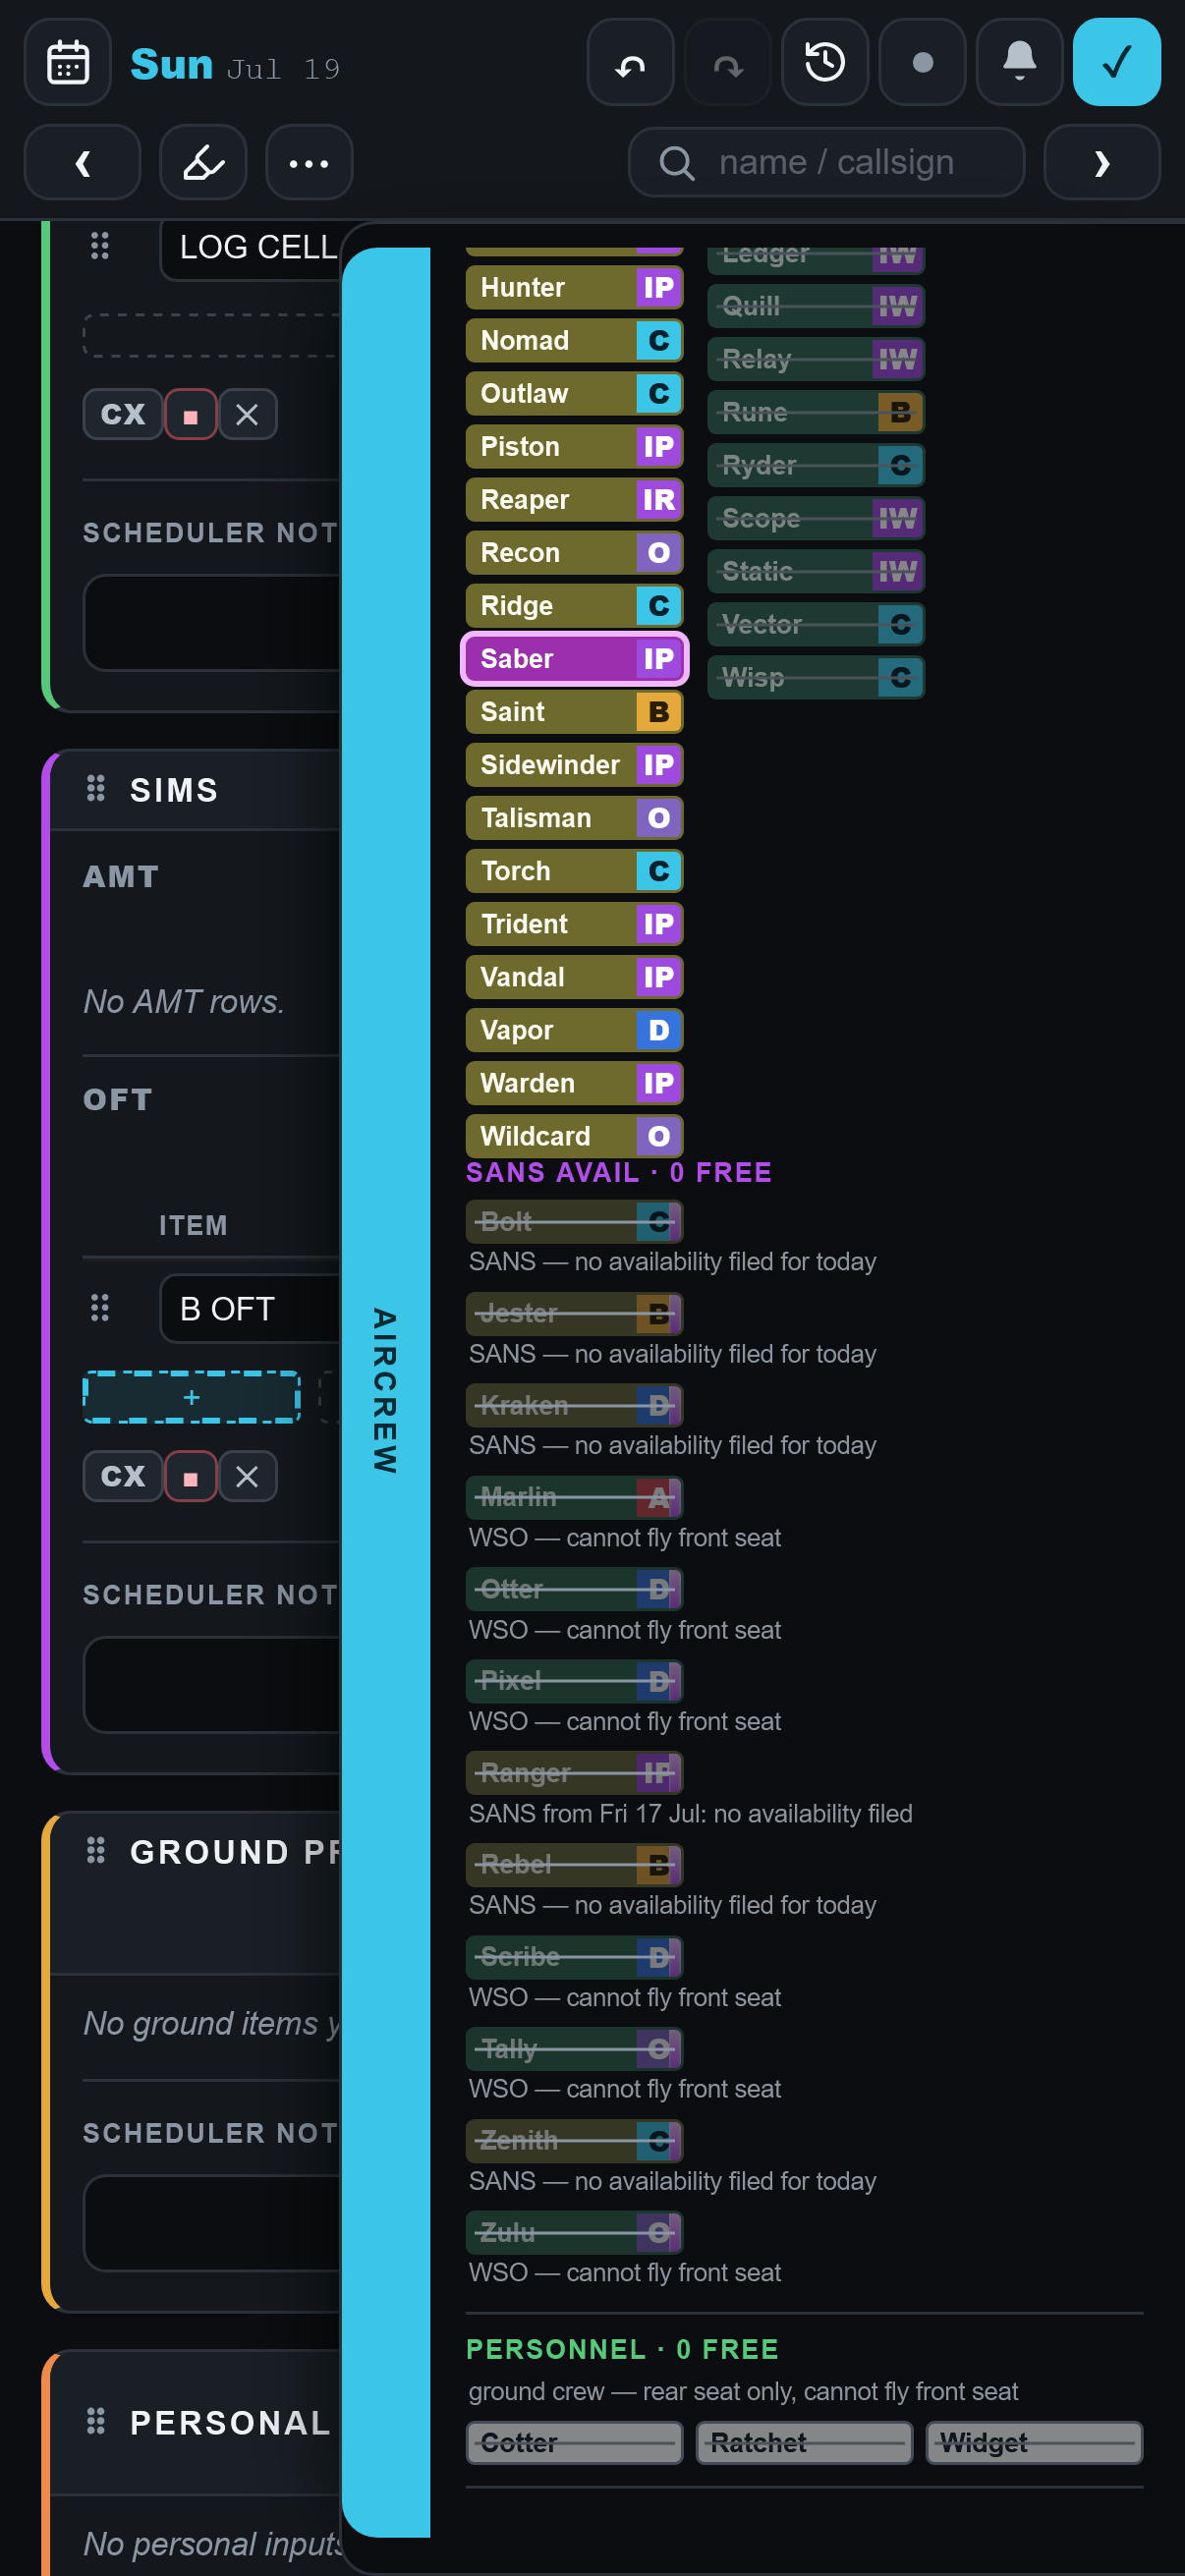 Sun Jul 19
name / callsign
LOG CELL
CX
SCHEDULER NOT
SIMS
AMT
No AMT rows.
OFT
ITEM
B OFT
+
CX
SCHEDULER NOT
GROUND PR
No ground items y
SCHEDULER NOT
PERSONAL
No personal inputs
AIRCREW
Hunter IP
Nomad C
Outlaw C
Piston IP
Reaper IR
Recon O
Ridge C
Saber IP
Saint B
Sidewinder IP
Talisman O
Torch C
Trident IP
Vandal IP
Vapor D
Warden IP
Wildcard O
Ledger IW
Quill IW
Relay IW
Rune B
Ryder C
Scope IW
Static IW
Vector C
Wisp C
SANS AVAIL · 0 FREE
Bolt C
SANS — no availability filed for today
Jester B
SANS — no availability filed for today
Kraken D
SANS — no availability filed for today
Marlin A
WSO — cannot fly front seat
Otter D
WSO — cannot fly front seat
Pixel D
WSO — cannot fly front seat
Ranger IP
SANS from Fri 17 Jul: no availability filed
Rebel B
SANS — no availability filed for today
Scribe D
WSO — cannot fly front seat
Tally O
WSO — cannot fly front seat
Zenith C
SANS — no availability filed for today
Zulu O
WSO — cannot fly front seat
PERSONNEL · 0 FREE
ground crew — rear seat only, cannot fly front seat
Cotter Ratchet Widget